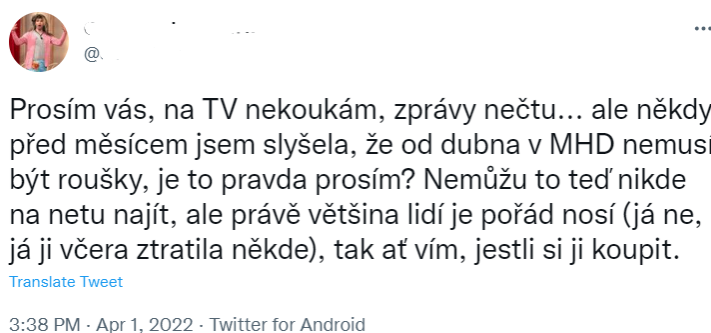 @
Prosím vás, na TV nekoukám, zprávy nečtu... ale někdy
před měsícem jsem slyšela, že od dubna v MHD nemusí
být roušky, je to pravda prosím? Nemůžu to teď nikde
na netu najít, ale právě většina lidí je pořád nosí (já ne,
já ji včera ztratila někde), tak ať vím, jestli si ji koupit.
Translate Tweet
3:38 PM · Apr 1, 2022 · Twitter for Android